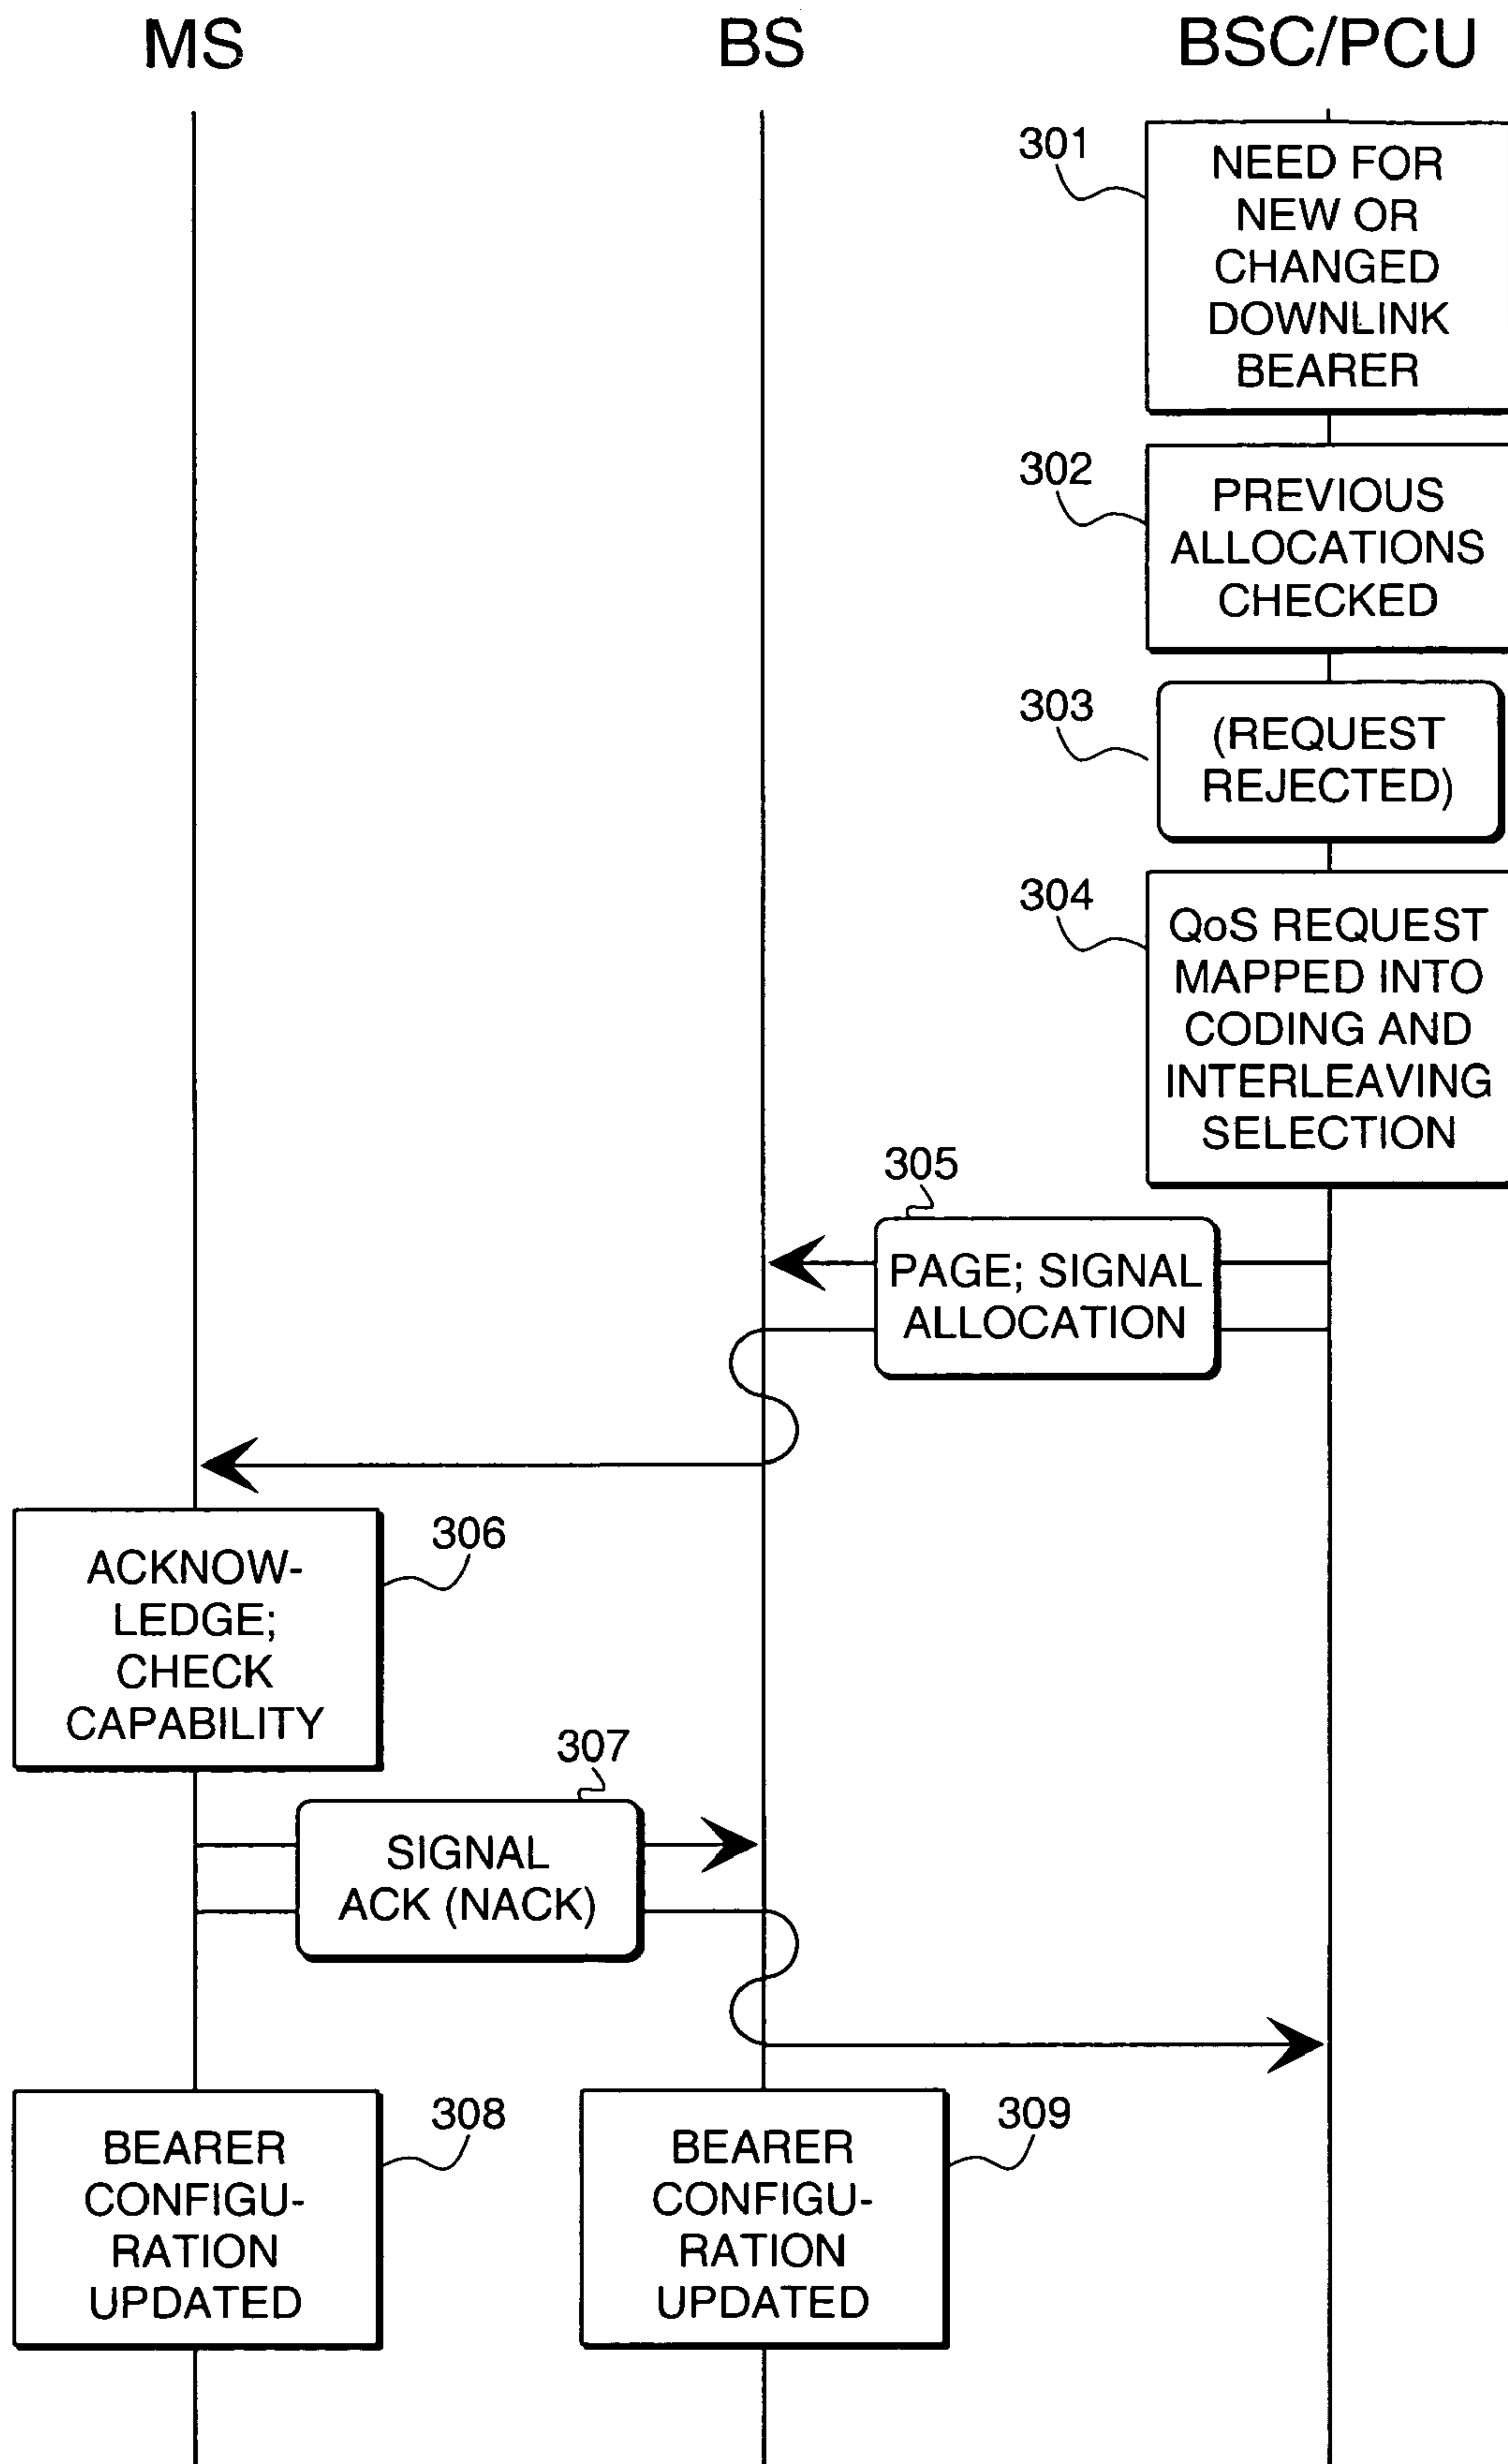 MS BS BSC/PCU
301
NEED FOR
NEW OR
CHANGED
DOWNLINK
BEARER
302
PREVIOUS
ALLOCATIONS
CHECKED
303
(REQUEST
REJECTED)
304
QoS REQUEST
MAPPED INTO
CODING AND
INTERLEAVING
SELECTION
305
PAGE; SIGNAL
ALLOCATION
306
ACKNOW-
LEDGE;
CHECK
CAPABILITY
307
SIGNAL
ACK (NACK)
308
BEARER
CONFIGU-
RATION
UPDATED
309
BEARER
CONFIGU-
RATION
UPDATED